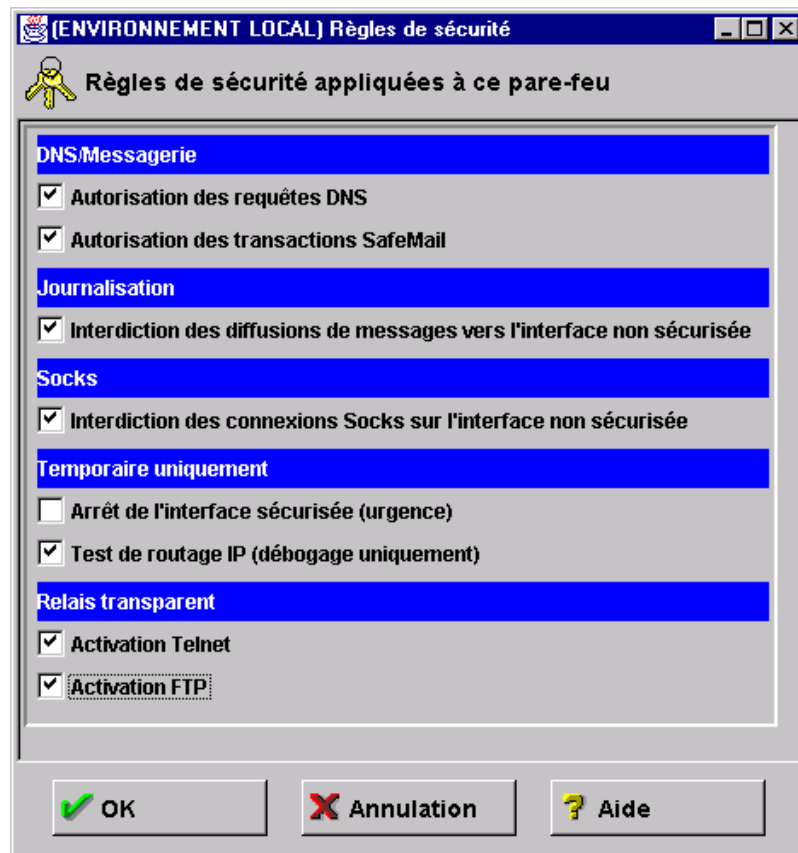 (ENVIRONNEMENT LOCAL) Règles de sécurité
Règles de sécurité appliquées à ce pare-feu
DNS/Messagerie
Autorisation des requêtes DNS
Autorisation des transactions SafeMail
Journalisation
Interdiction des diffusions de messages vers l'interface non sécurisée
Socks
Interdiction des connexions Socks sur l'interface non sécurisée
Temporaire uniquement
Arrêt de l'interface sécurisée (urgence)
Test de routage IP (débogage uniquement)
Relais transparent
Activation Telnet
Activation FTP
OK Annulation Aide